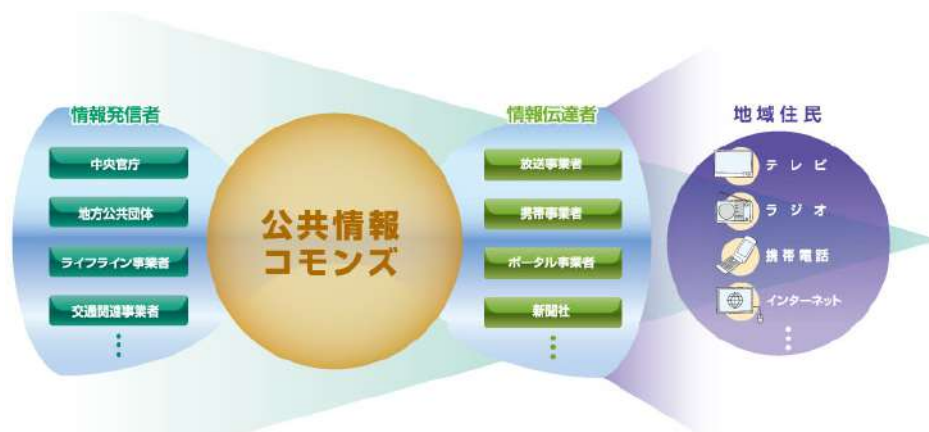 情報発信者
中央官庁
地方公共団体
ライフライン事業者
交通関連事業者
公共情報
コモンズ
情報伝達者
放送事業者
携帯事業者
ポータル事業者
新聞社
地域住民
テレビ
ラジオ
携帯電話
インターネット